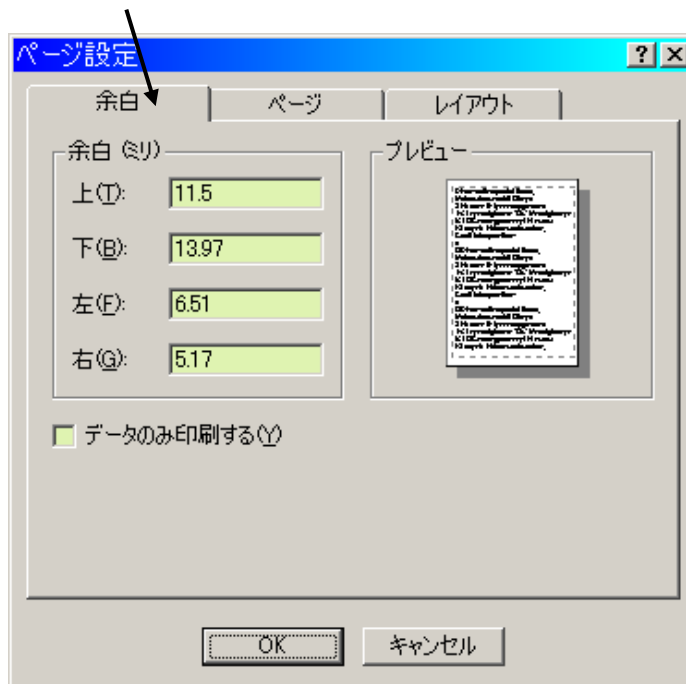 ページ設定
余白 ページ レイアウト
余白 (ミリ)
上(T): 11.5
下(B): 13.97
左(F): 6.51
右(G): 5.17
プレビュー
データのみ印刷する(Y)
OK キャンセル